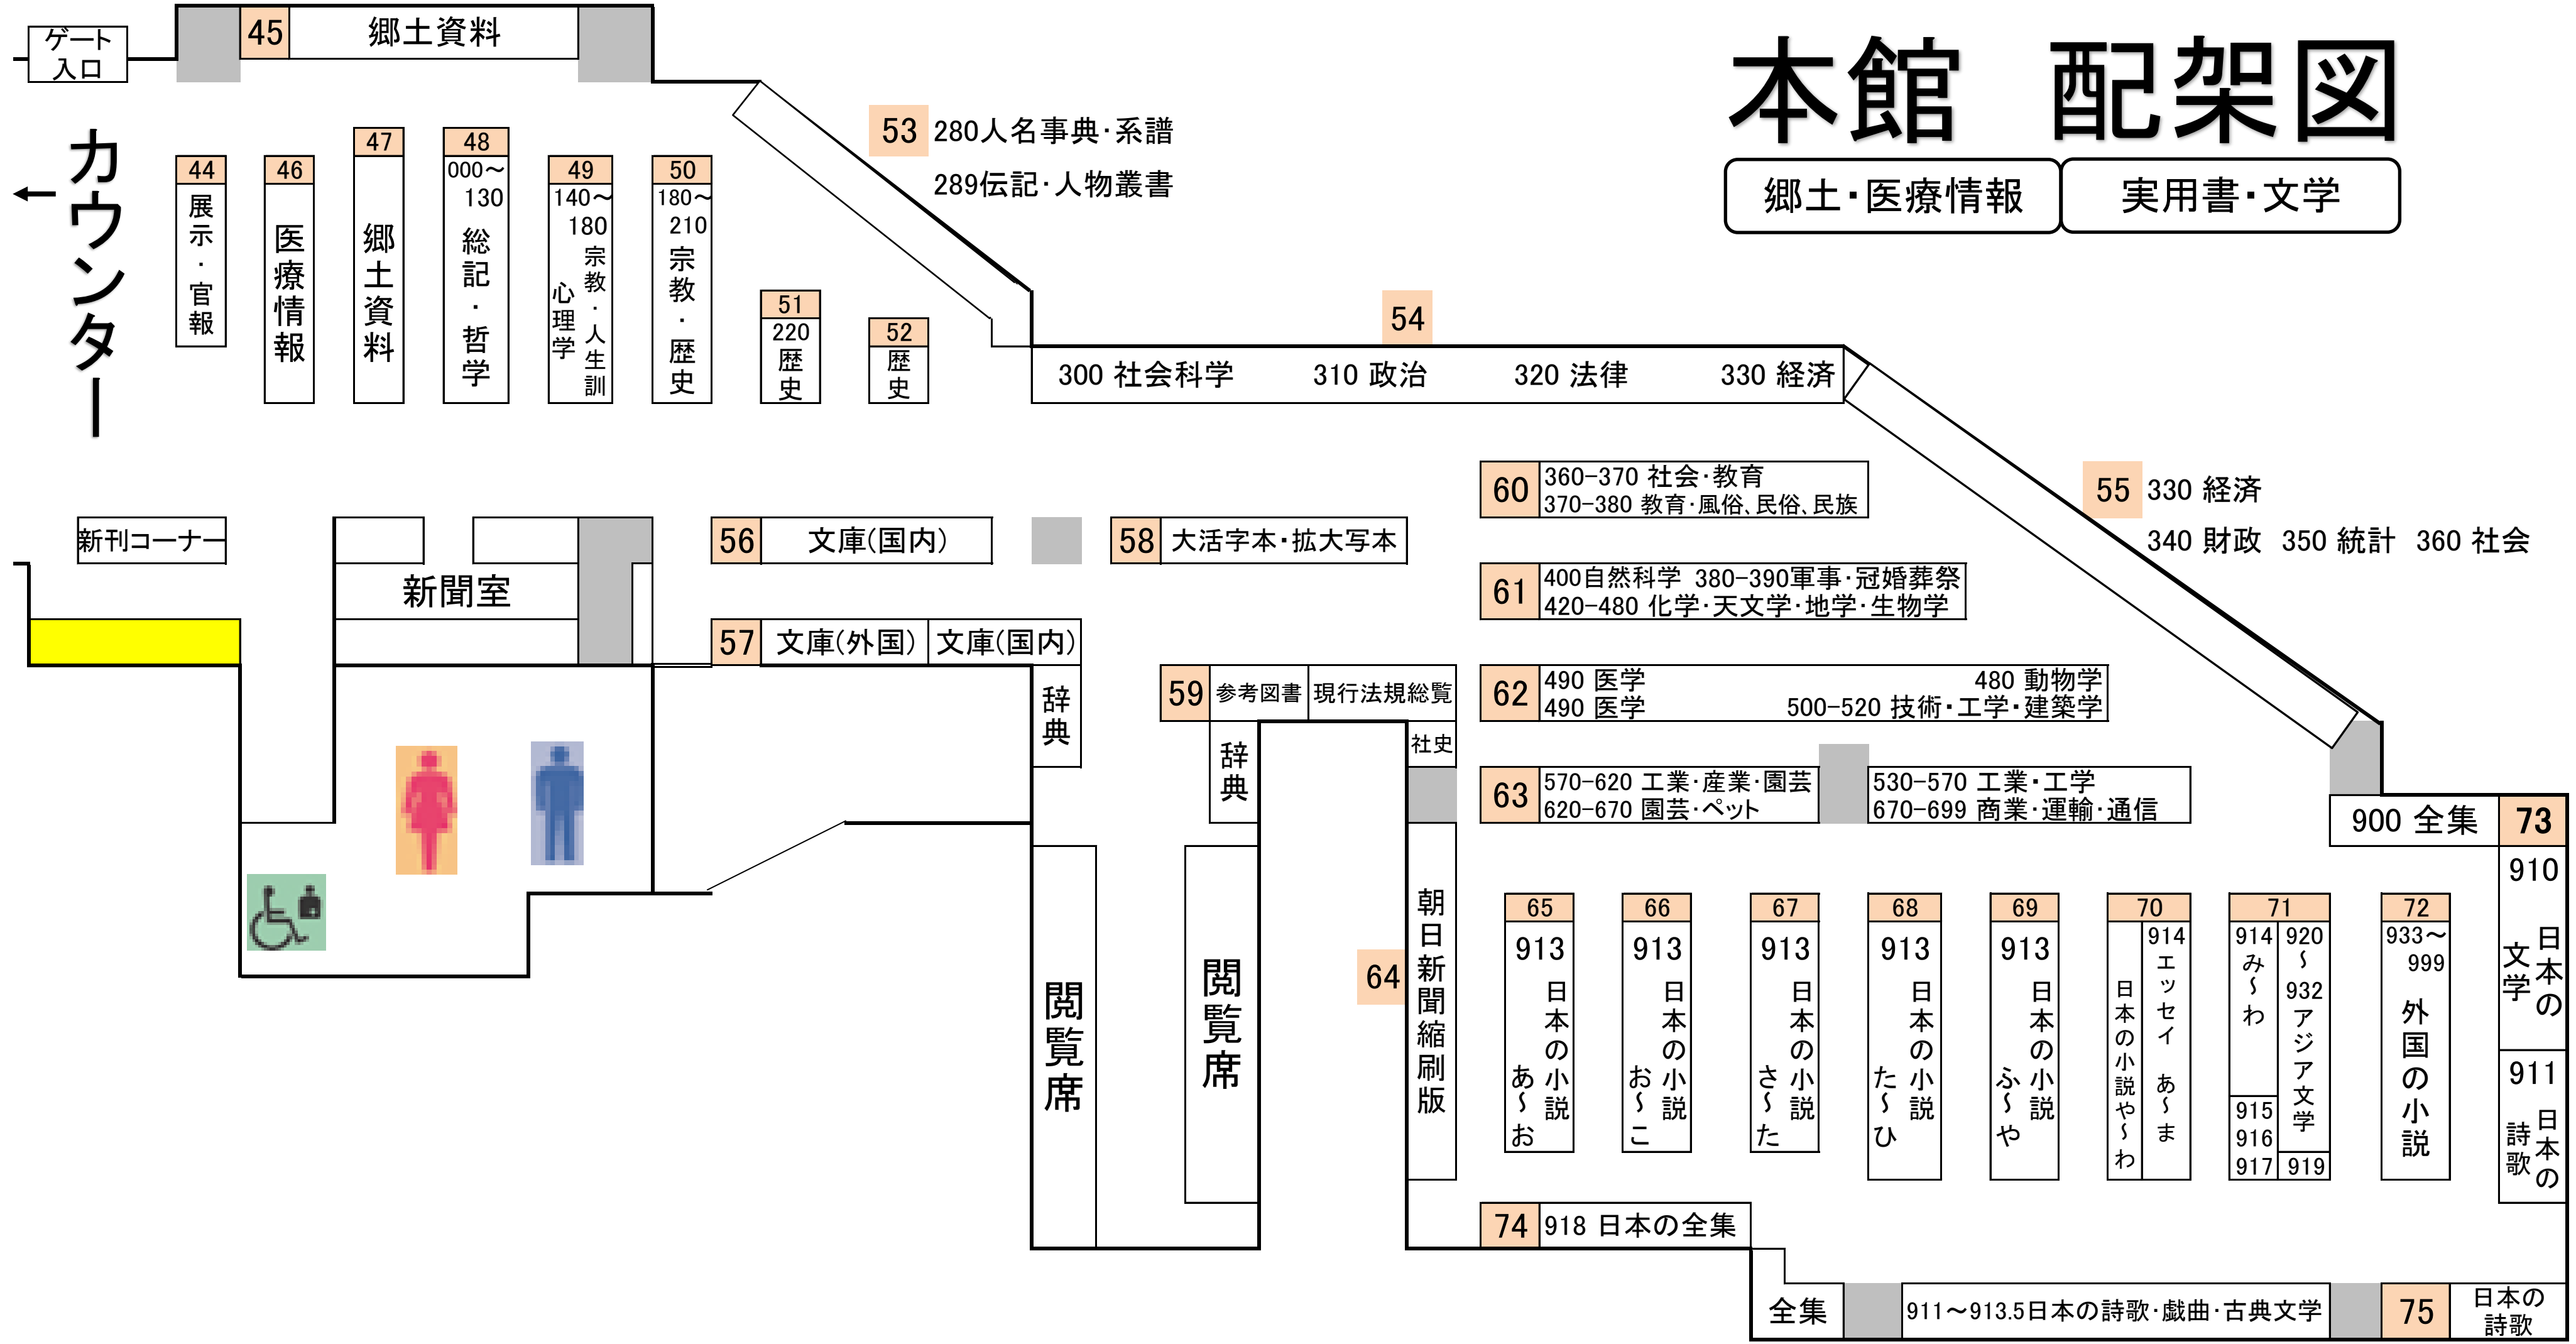 本館 配架図
郷土・医療情報
実用書・文学
ゲート
入口
カウンター
←
45 郷土資料
44
展示・官報
46
医療情報
47
郷土資料
48
000～
130
総記・哲学
49
140～
180
宗教・人生訓
心理学
50
180～
210
宗教・歴史
51
220
歴史
52
歴史
53 280人名事典・系譜
289伝記・人物叢書
54
300 社会科学 310 政治 320 法律 330 経済
55 330 経済
340 財政 350 統計 360 社会
新刊コーナー
新聞室
56 文庫(国内)
58 大活字本・拡大写本
57 文庫(外国) 文庫(国内)
辞典
59 参考図書 現行法規総覧
辞典
社史
60 360-370 社会・教育
370-380 教育・風俗、民俗、民族
61 400自然科学 380-390軍事・冠婚葬祭
420-480 化学・天文学・地学・生物学
62 490 医学 480 動物学
490 医学 500-520 技術・工学・建築学
63 570-620 工業・産業・園芸
620-670 園芸・ペット
530-570 工業・工学
670-699 商業・運輸・通信
閲覧席
閲覧席
64
朝日新聞縮刷版
65
913
日本の小説
あ～お
66
913
日本の小説
お～こ
67
913
日本の小説
さ～た
68
913
日本の小説
た～ひ
69
913
日本の小説
ふ～や
70
914エッセイ あ～ま
日本の小説や～わ
71
914み～わ
915
916
917
920～932アジア文学
919
72
933～
999
外国の小説
900 全集 73
910
日本の
文学
911
日本の
詩歌
74 918 日本の全集
全集
911～913.5日本の詩歌・戯曲・古典文学
75 日本の
詩歌